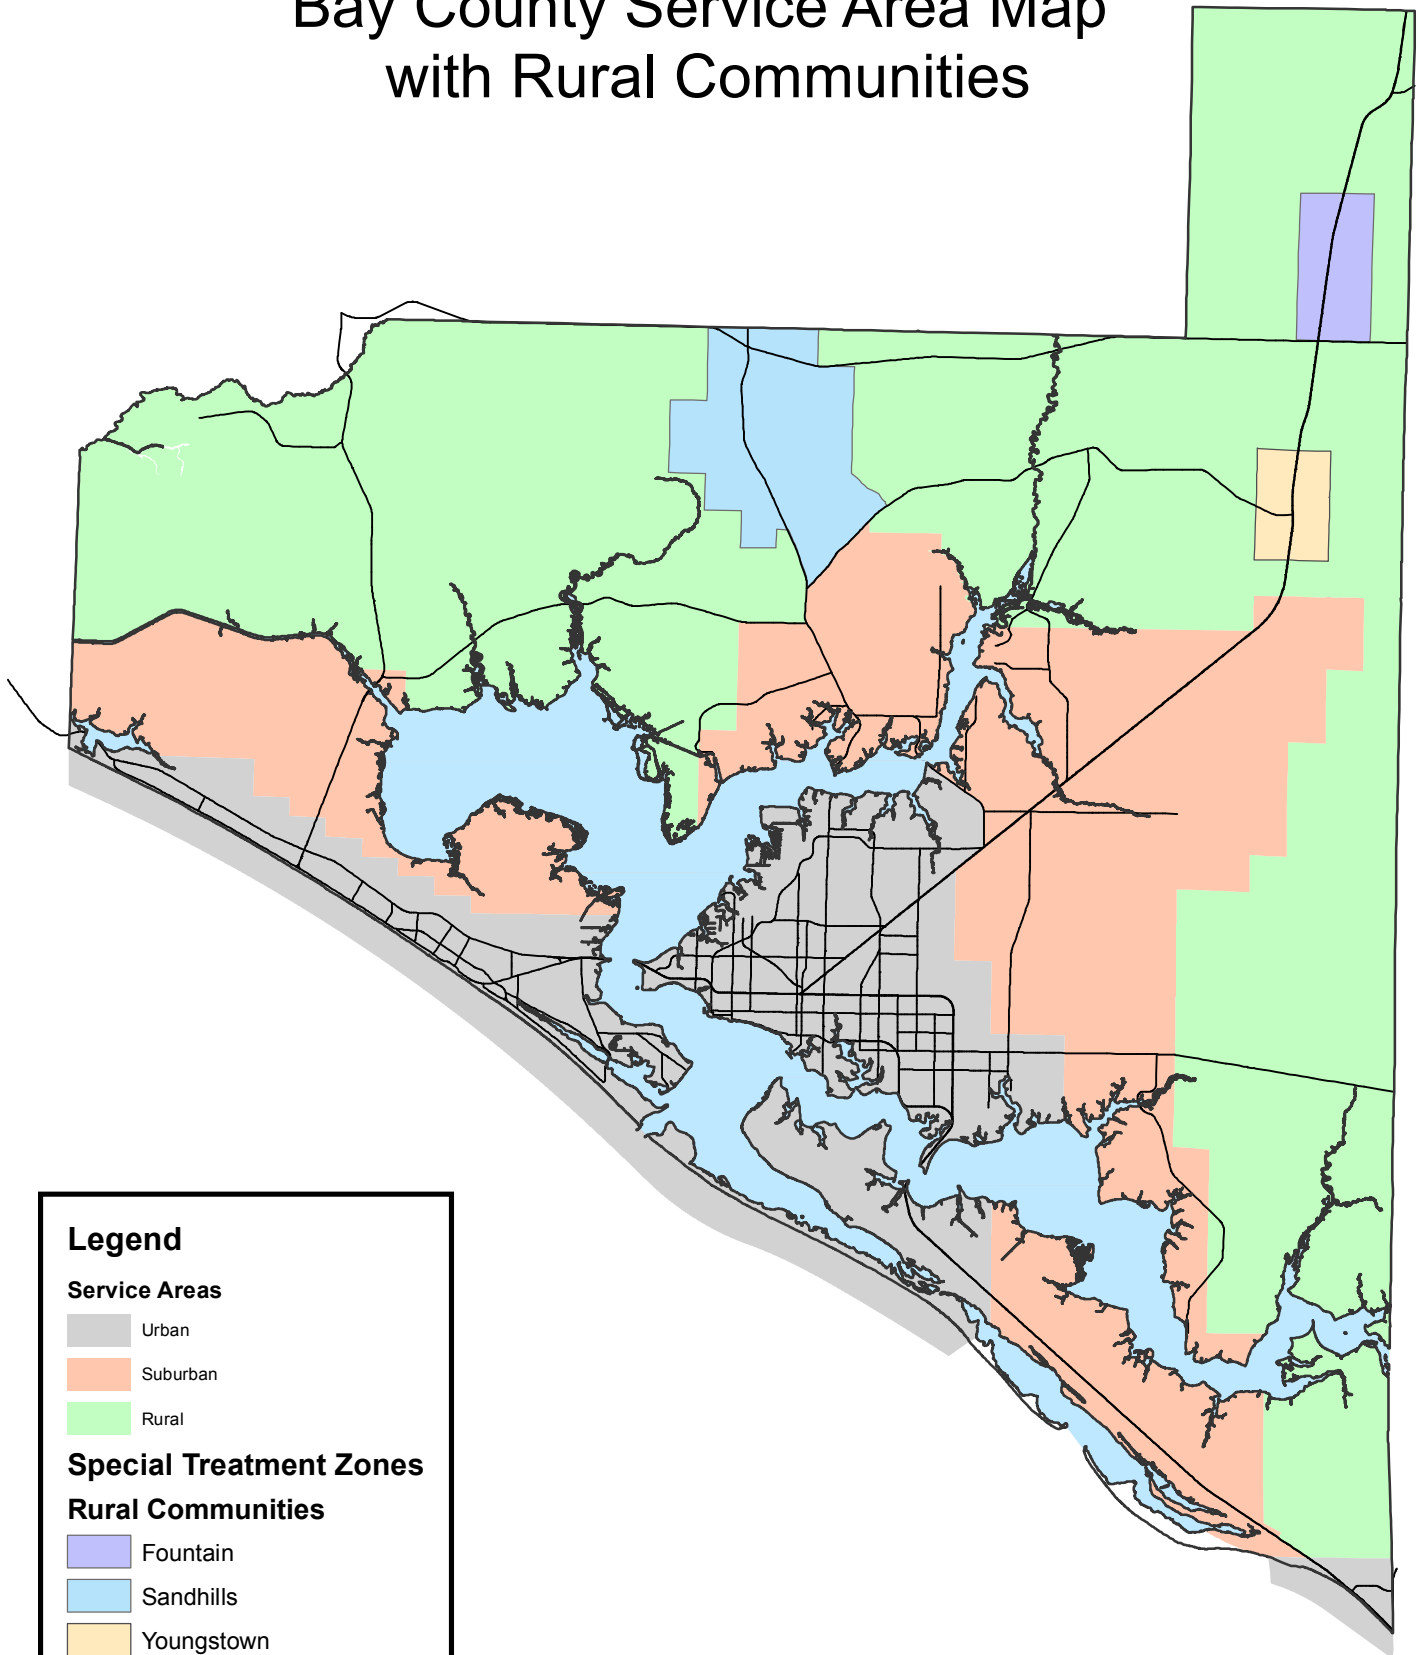 Bay County Service Area Map
with Rural Communities
Legend
Service Areas
Urban
Suburban
Rural
Special Treatment Zones
Rural Communities
Fountain
Sandhills
Youngstown